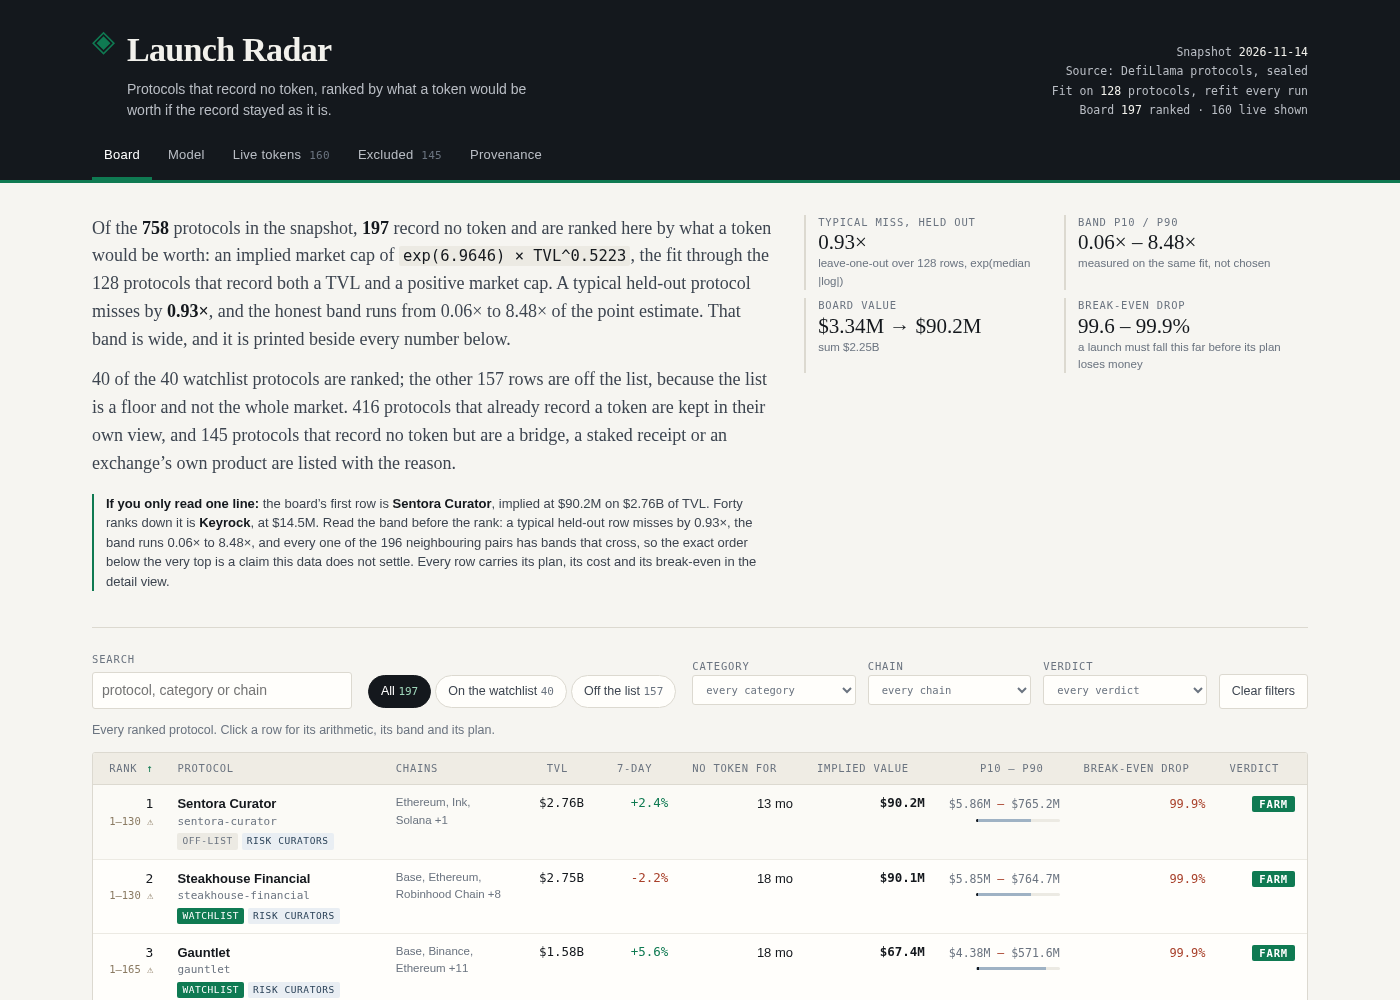 Launch Radar
Protocols that record no token, ranked by what a token would be
worth if the record stayed as it is.
Snapshot 2026-11-14
Source: DefiLlama protocols, sealed
Fit on 128 protocols, refit every run
Board 197 ranked · 160 live shown
Board Model Live tokens 160 Excluded 145 Provenance
Of the 758 protocols in the snapshot, 197 record no token and are ranked here by what a token
would be worth: an implied market cap of exp(6.9646) × TVL^0.5223 , the fit through the
128 protocols that record both a TVL and a positive market cap. A typical held-out protocol
misses by 0.93×, and the honest band runs from 0.06× to 8.48× of the point estimate. That
band is wide, and it is printed beside every number below.
40 of the 40 watchlist protocols are ranked; the other 157 rows are off the list, because the list
is a floor and not the whole market. 416 protocols that already record a token are kept in their
own view, and 145 protocols that record no token but are a bridge, a staked receipt or an
exchange’s own product are listed with the reason.
If you only read one line: the board’s first row is Sentora Curator, implied at $90.2M on $2.76B of TVL. Forty
ranks down it is Keyrock, at $14.5M. Read the band before the rank: a typical held-out row misses by 0.93×, the
band runs 0.06× to 8.48×, and every one of the 196 neighbouring pairs has bands that cross, so the exact order
below the very top is a claim this data does not settle. Every row carries its plan, its cost and its break-even in the
detail view.
TYPICAL MISS, HELD OUT
0.93×
leave-one-out over 128 rows, exp(median
|log|)
BAND P10 / P90
0.06× – 8.48×
measured on the same fit, not chosen
BOARD VALUE
$3.34M → $90.2M
sum $2.25B
BREAK-EVEN DROP
99.6 – 99.9%
a launch must fall this far before its plan
loses money
SEARCH
protocol, category or chain
All 197 On the watchlist 40 Off the list 157
CATEGORY
every category
CHAIN
every chain
VERDICT
every verdict
Clear filters
Every ranked protocol. Click a row for its arithmetic, its band and its plan.
RANK ↑ PROTOCOL CHAINS TVL 7-DAY NO TOKEN FOR IMPLIED VALUE P10 – P90 BREAK-EVEN DROP VERDICT
1 Sentora Curator Ethereum, Ink, $2.76B +2.4% 13 mo $90.2M $5.86M — $765.2M 99.9% FARM
1–130 ⚠ sentora-curator Solana +1
OFF-LIST RISK CURATORS
2 Steakhouse Financial Base, Ethereum, $2.75B -2.2% 18 mo $90.1M $5.85M — $764.7M 99.9% FARM
1–130 ⚠ steakhouse-financial Robinhood Chain +8
WATCHLIST RISK CURATORS
3 Gauntlet Base, Binance, $1.58B +5.6% 18 mo $67.4M $4.38M — $571.6M 99.9% FARM
1–165 ⚠ gauntlet Ethereum +11
WATCHLIST RISK CURATORS